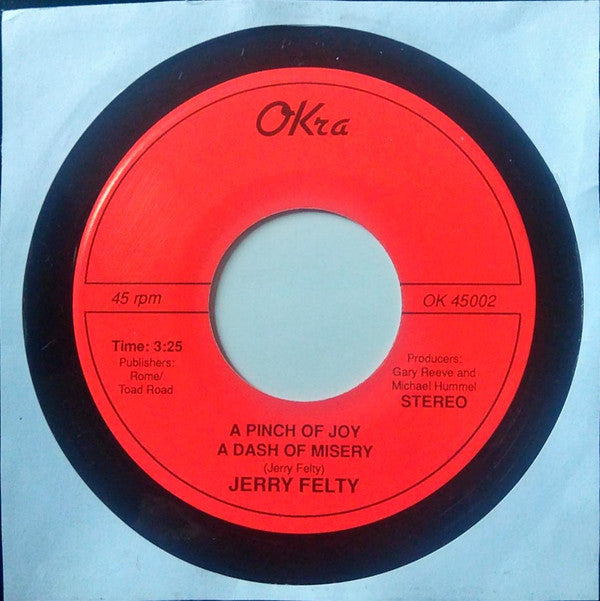 OKra
45 rpm
OK 45002
Time: 3:25
Publishers:
Rome/
Toad Road
Producers:
Gary Reeve and
Michael Hummel
STEREO
A PINCH OF JOY
A DASH OF MISERY
(Jerry Felty)
JERRY FELTY